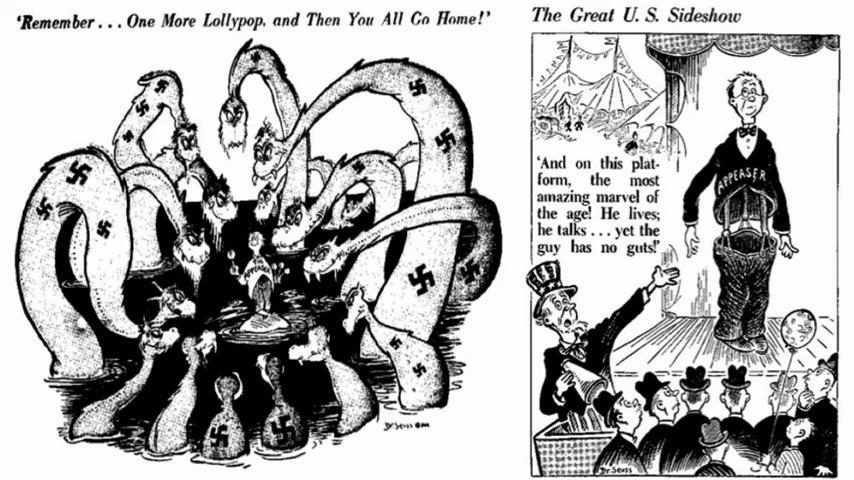 'Remember . . . One More Lollypop, and Then You All Go Home!'
Dr. Seuss
The Great U. S. Sideshow
'And on this plat-
form, the most
amazing marvel of
the age! He lives;
he talks . . . yet the
guy has no guts!'
APPEASER
Dr. Seuss